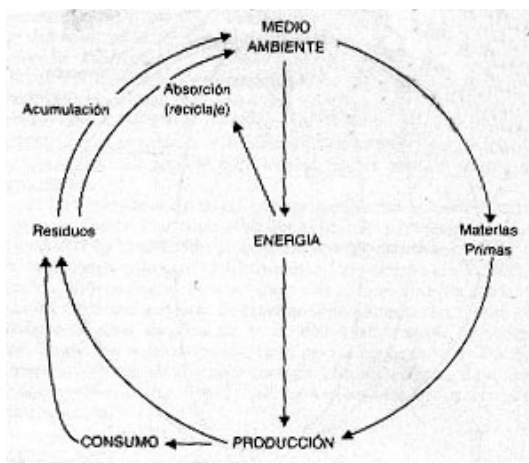 MEDIO
AMBIENTE
Absorción
(reciclaje)
Acumulación
Residuos
ENERGIA
Materias
Primas
CONSUMO
PRODUCCIÓN